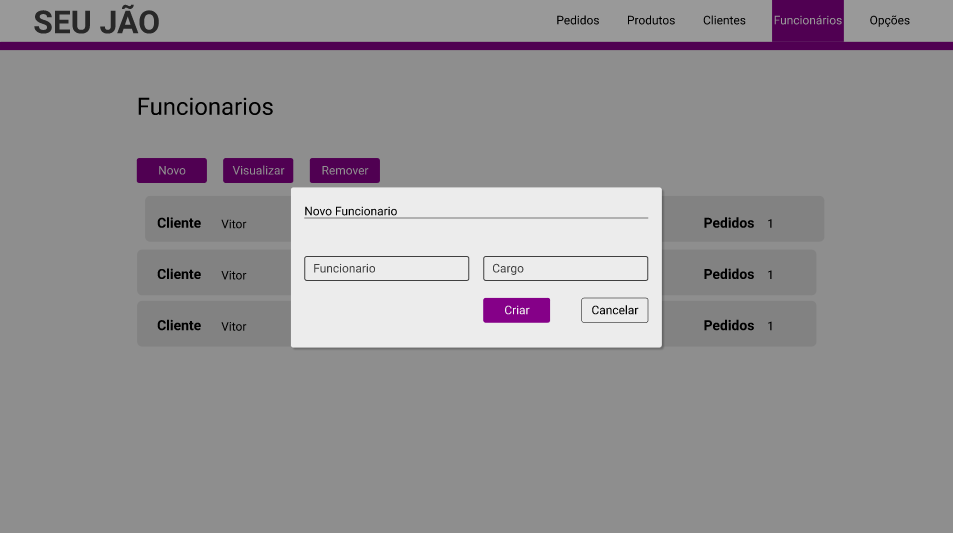 SEU JÃO
Pedidos Produtos Clientes Funcionários Opções
Funcionarios
Novo Visualizar Remover
Novo Funcionario
Cliente Vitor Pedidos 1
Funcionario Cargo
Cliente Vitor Pedidos 1
Criar Cancelar
Cliente Vitor Pedidos 1